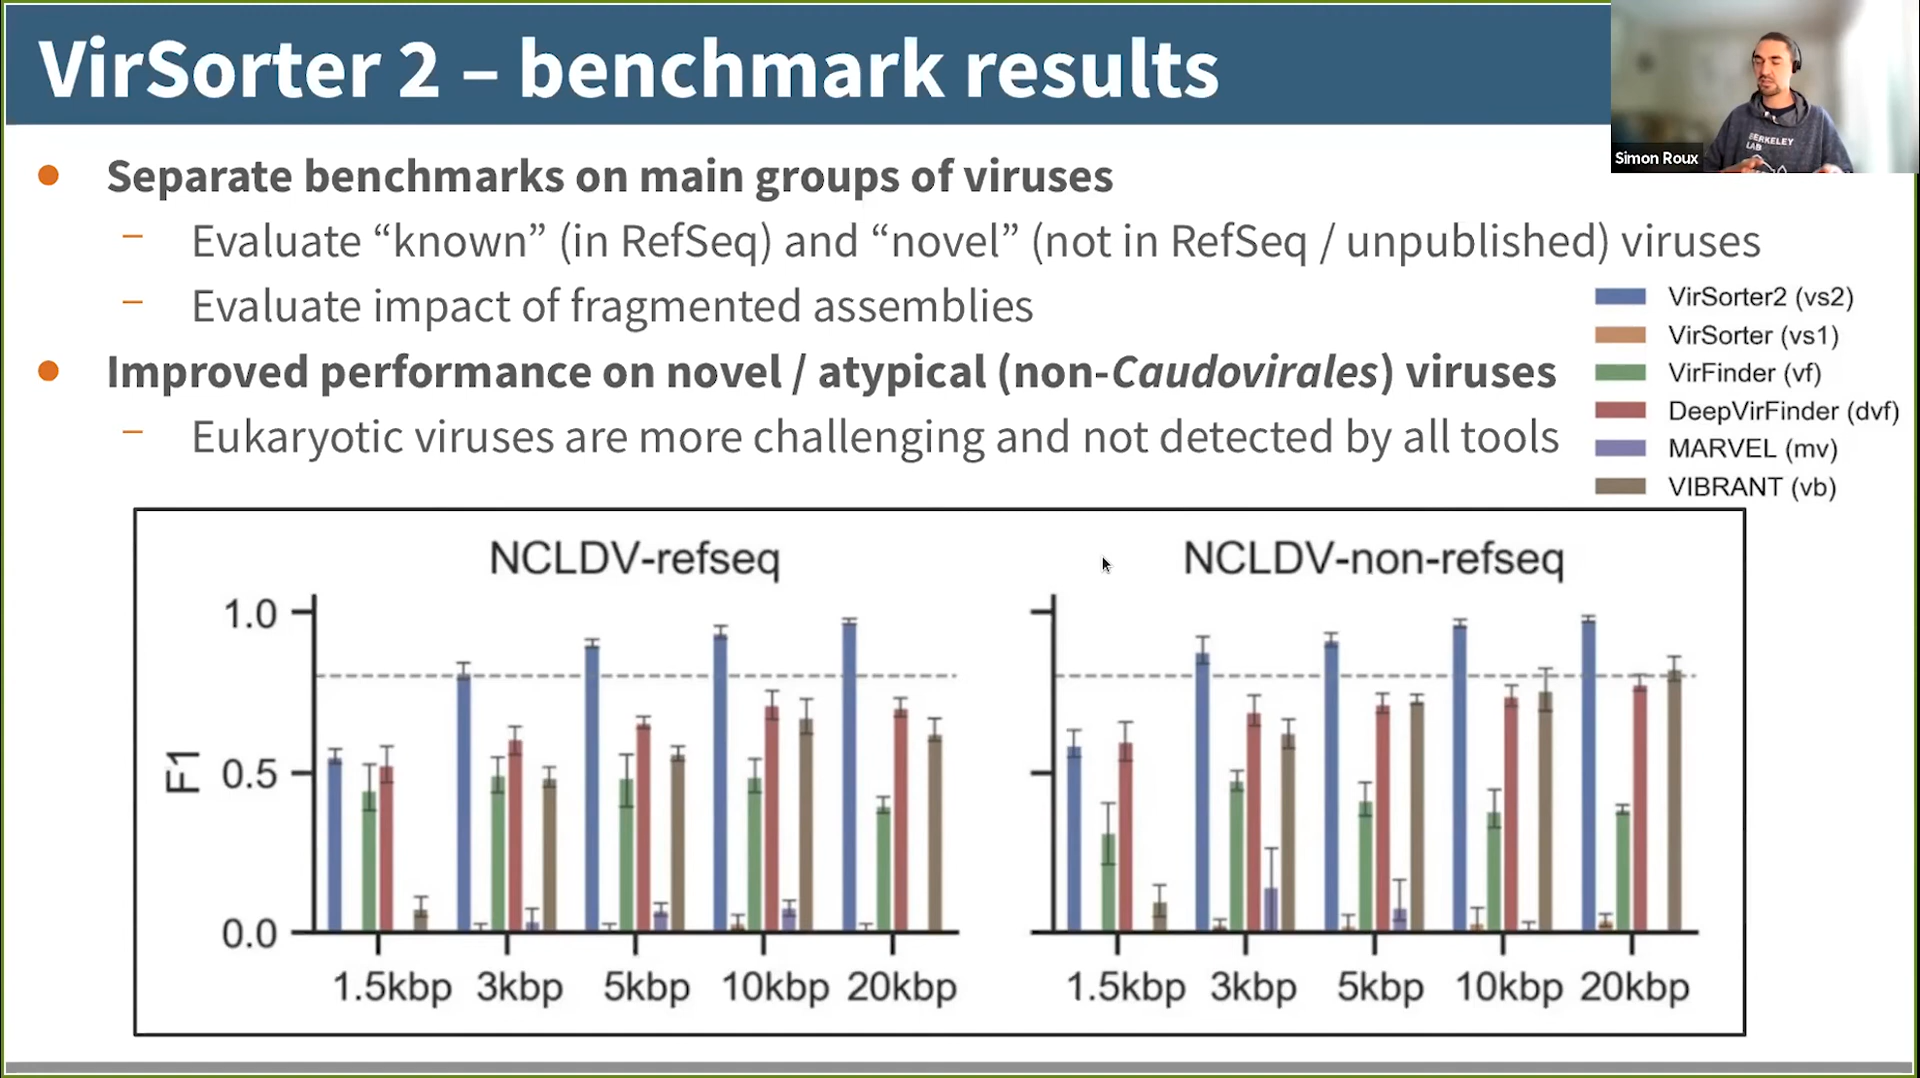 VirSorter 2 – benchmark results
BERKELEY
LAB
Simon Roux
Separate benchmarks on main groups of viruses
Evaluate “known” (in RefSeq) and “novel” (not in RefSeq / unpublished) viruses
Evaluate impact of fragmented assemblies
Improved performance on novel / atypical (non-Caudovirales) viruses
Eukaryotic viruses are more challenging and not detected by all tools
VirSorter2 (vs2)
VirSorter (vs1)
VirFinder (vf)
DeepVirFinder (dvf)
MARVEL (mv)
VIBRANT (vb)
NCLDV-refseq
1.0
F1
0.5
0.0
1.5kbp 3kbp 5kbp 10kbp 20kbp
NCLDV-non-refseq
1.5kbp 3kbp 5kbp 10kbp 20kbp